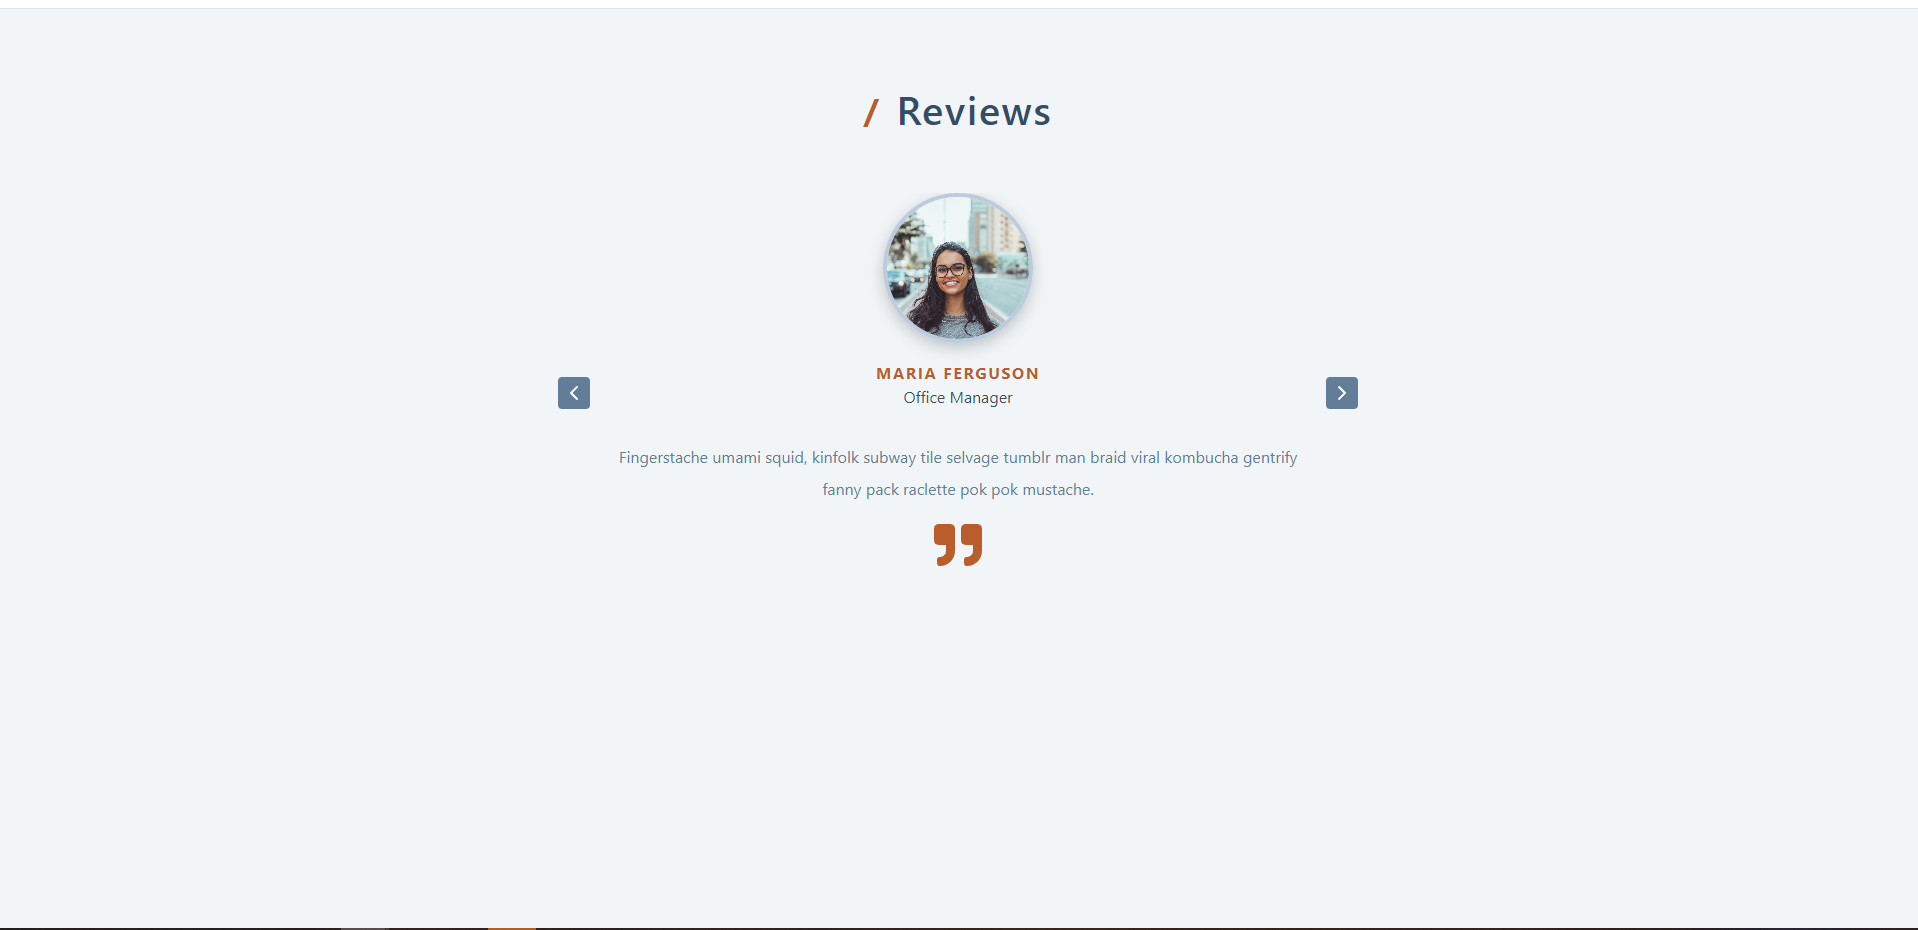 / Reviews
MARIA FERGUSON
Office Manager
Fingerstache umami squid, kinfolk subway tile selvage tumblr man braid viral kombucha gentrify
fanny pack raclette pok pok mustache.